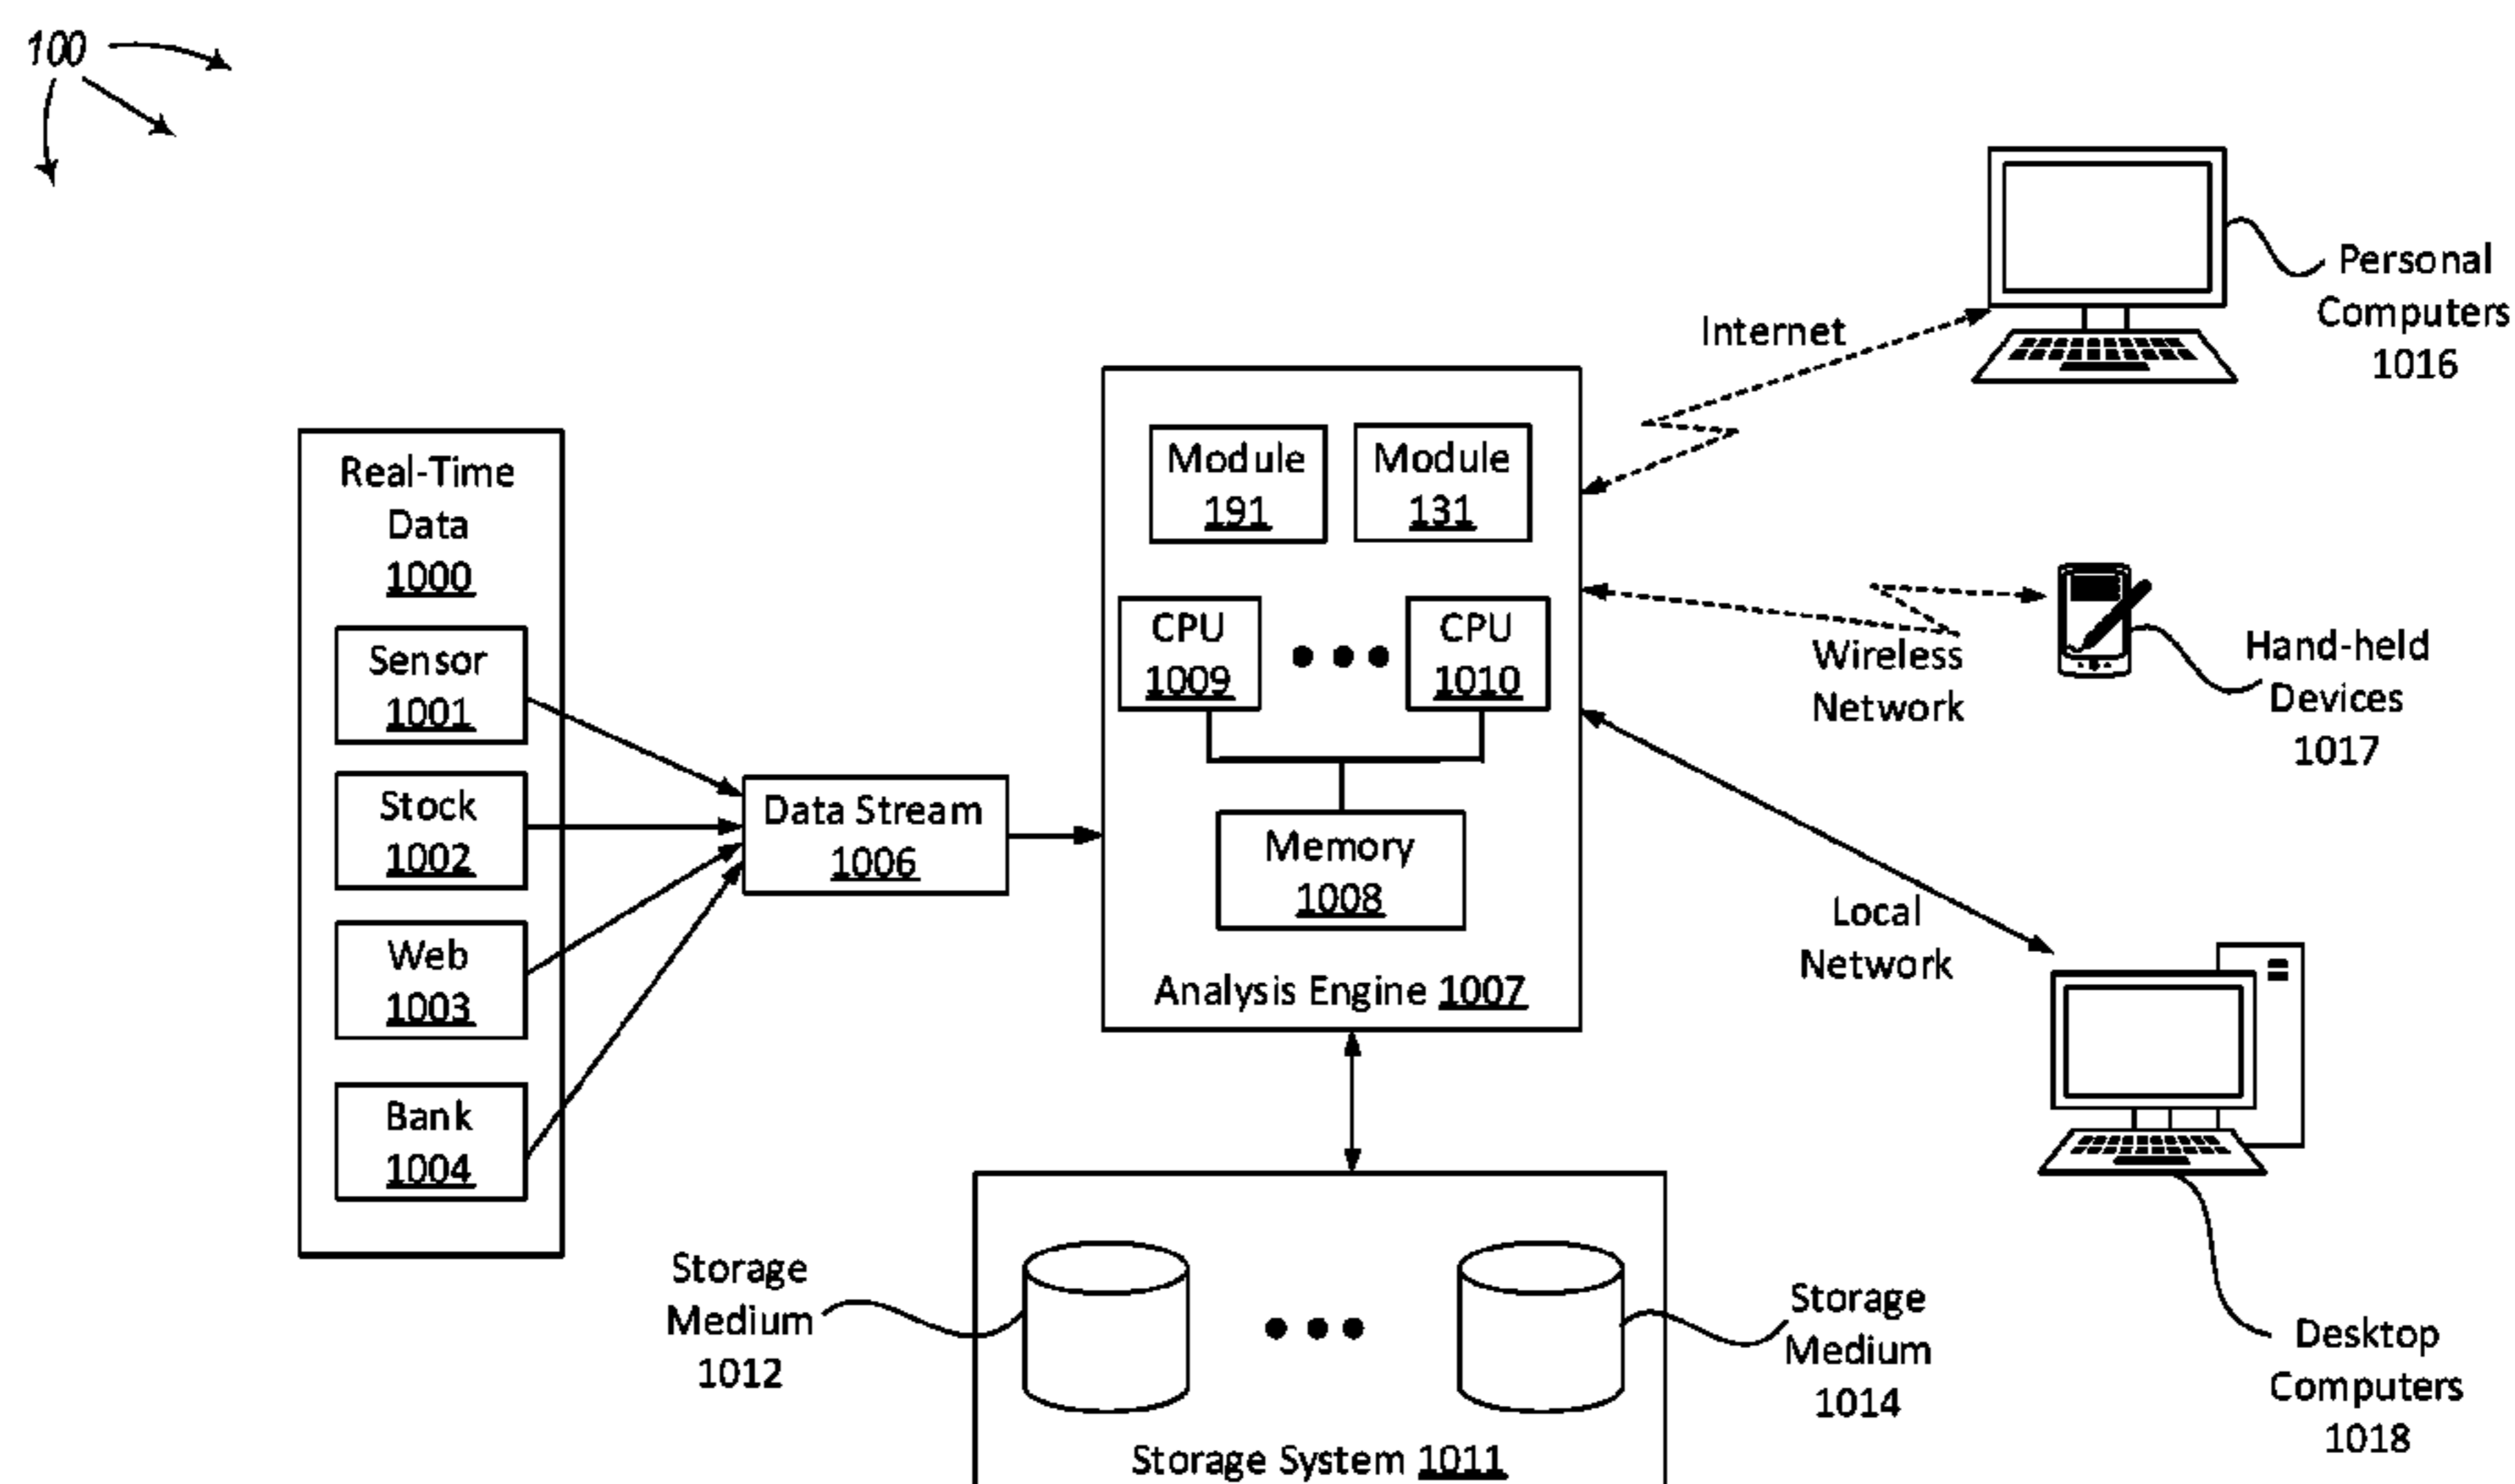 100
Real-Time
Data
1000
Sensor
1001
Stock
1002
Web
1003
Bank
1004
Data Stream
1006
Module
191
Module
131
CPU
1009
CPU
1010
Memory
1008
Analysis Engine 1007
Internet
Personal
Computers
1016
Wireless
Network
Hand-held
Devices
1017
Local
Network
Desktop
Computers
1018
Storage
Medium
1012
Storage
Medium
1014
Storage System 1011